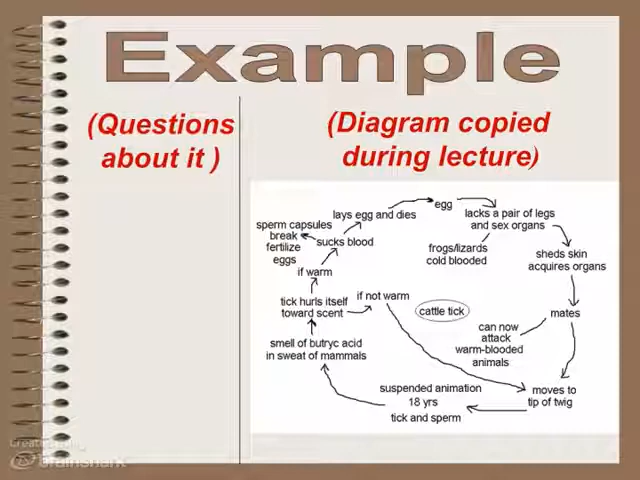 Example
(Questions
about it )
(Diagram copied
during lecture)
egg
lays egg and dies
lacks a pair of legs
and sex organs
sperm capsules
break
fertilize
eggs
sucks blood
frogs/lizards
cold blooded
sheds skin
acquires organs
if warm
tick hurls itself
toward scent
if not warm
cattle tick
mates
can now
attack
warm-blooded
animals
smell of butryc acid
in sweat of mammals
suspended animation
18 yrs
tick and sperm
moves to
tip of twig
brainshark